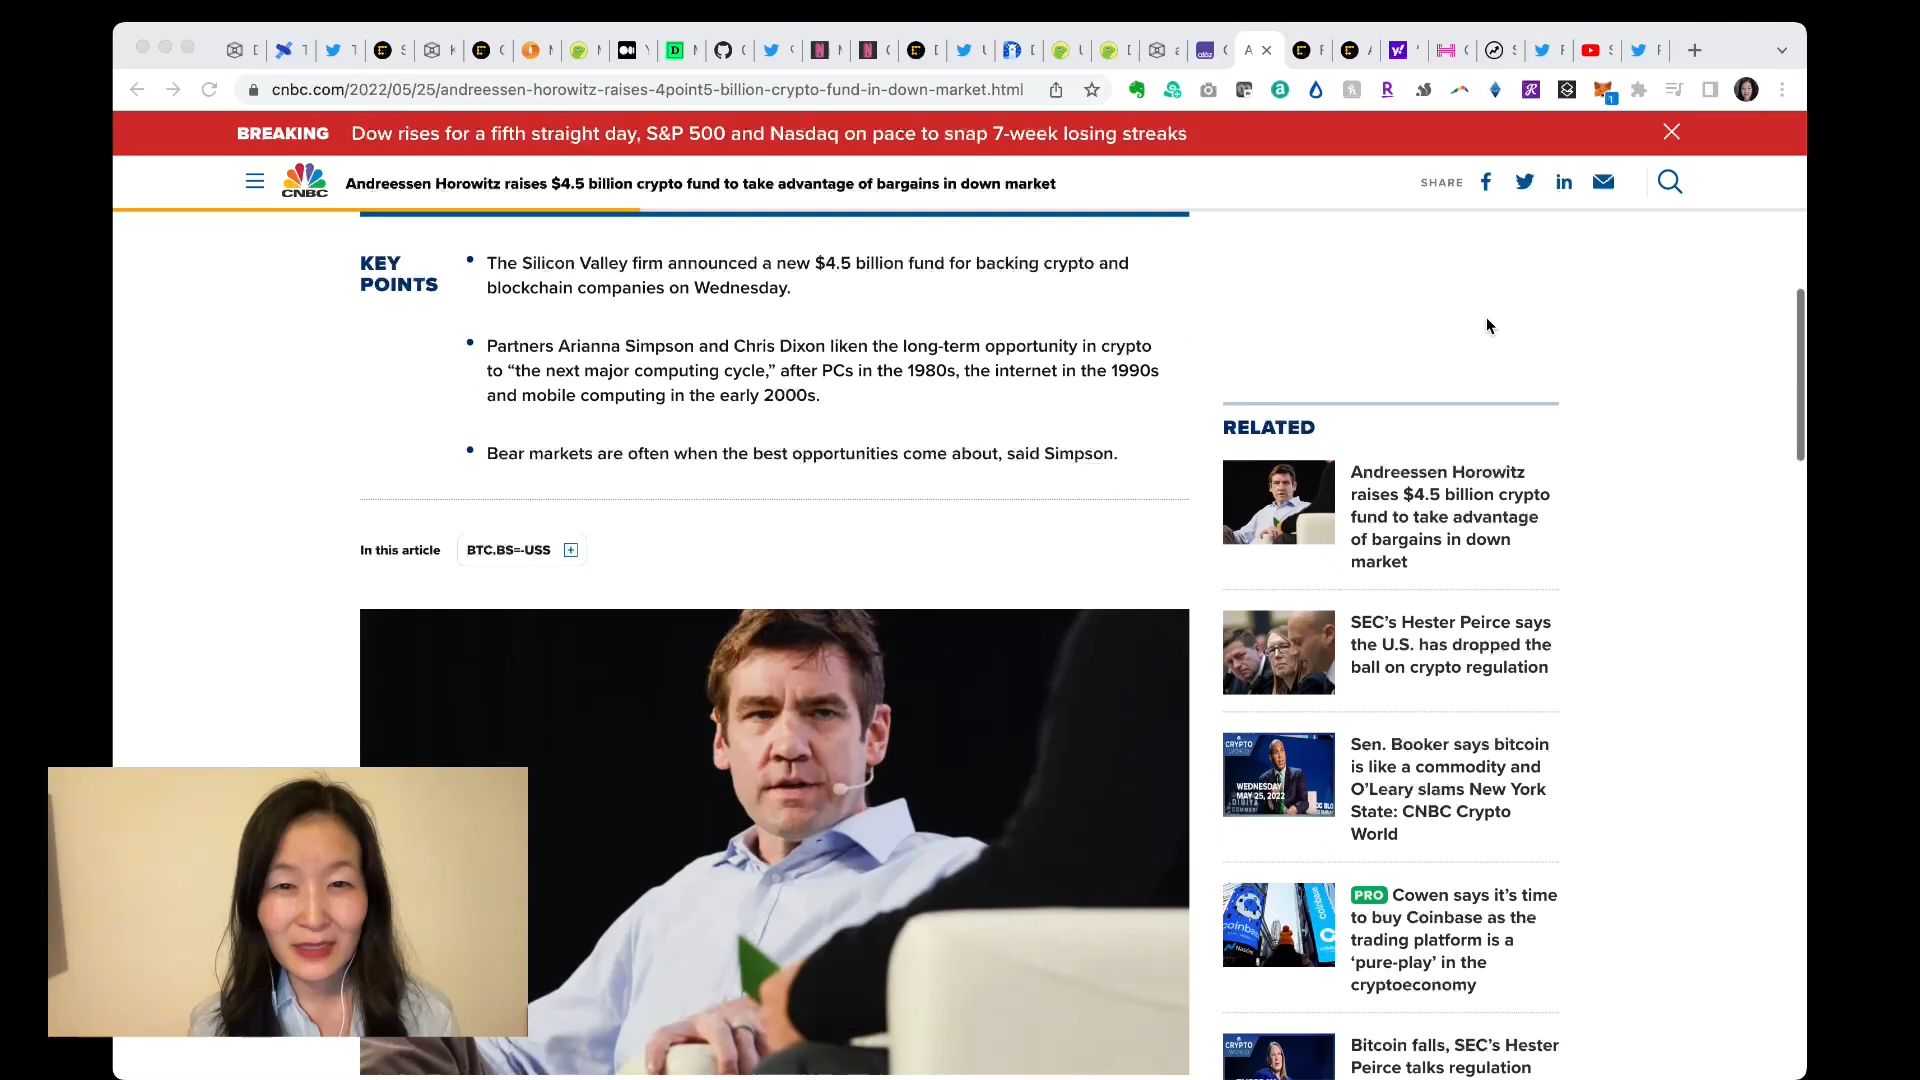 cnbc.com/2022/05/25/andreessen-horowitz-raises-4point5-billion-crypto-fund-in-down-market.html
BREAKING Dow rises for a fifth straight day, S&P 500 and Nasdaq on pace to snap 7-week losing streaks
CNBC
Andreessen Horowitz raises $4.5 billion crypto fund to take advantage of bargains in down market
SHARE
KEY
POINTS
The Silicon Valley firm announced a new $4.5 billion fund for backing crypto and
blockchain companies on Wednesday.
Partners Arianna Simpson and Chris Dixon liken the long-term opportunity in crypto
to “the next major computing cycle,” after PCs in the 1980s, the internet in the 1990s
and mobile computing in the early 2000s.
Bear markets are often when the best opportunities come about, said Simpson.
In this article
BTC.BS=-USS
RELATED
Andreessen Horowitz
raises $4.5 billion crypto
fund to take advantage
of bargains in down
market
SEC’s Hester Peirce says
the U.S. has dropped the
ball on crypto regulation
CRYPTO
WEDNESDAY
MAY 25, 2022
Sen. Booker says bitcoin
is like a commodity and
O’Leary slams New York
State: CNBC Crypto
World
coinbase
PRO Cowen says it’s time
to buy Coinbase as the
trading platform is a
‘pure-play’ in the
cryptoeconomy
CRYPTO
Bitcoin falls, SEC’s Hester
Peirce talks regulation